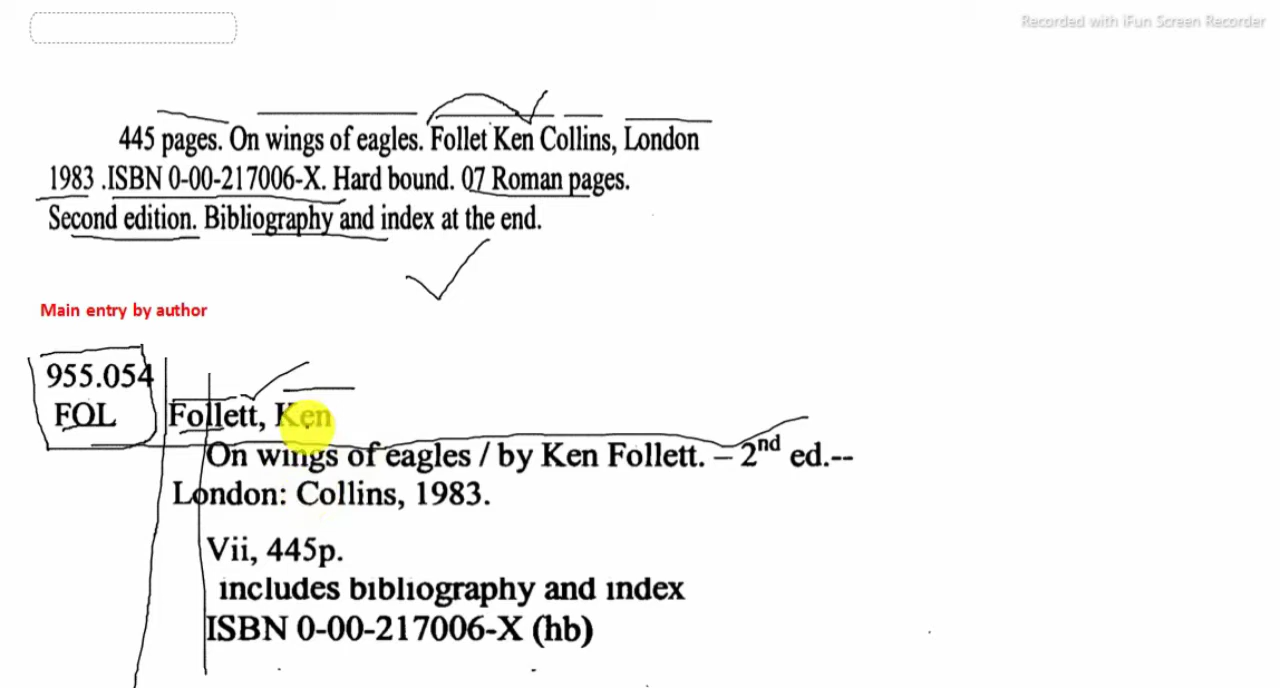 Recorded with iFun Screen Recorder
445 pages. On wings of eagles. Follet Ken Collins, London
1983 .ISBN 0-00-217006-X. Hard bound. 07 Roman pages.
Second edition. Bibliography and index at the end.
Main entry by author
955.054
FOL Follett, Ken
On wings of eagles / by Ken Follett. – 2nd ed.--
London: Collins, 1983.
Vii, 445p.
includes bibliography and index
ISBN 0-00-217006-X (hb)